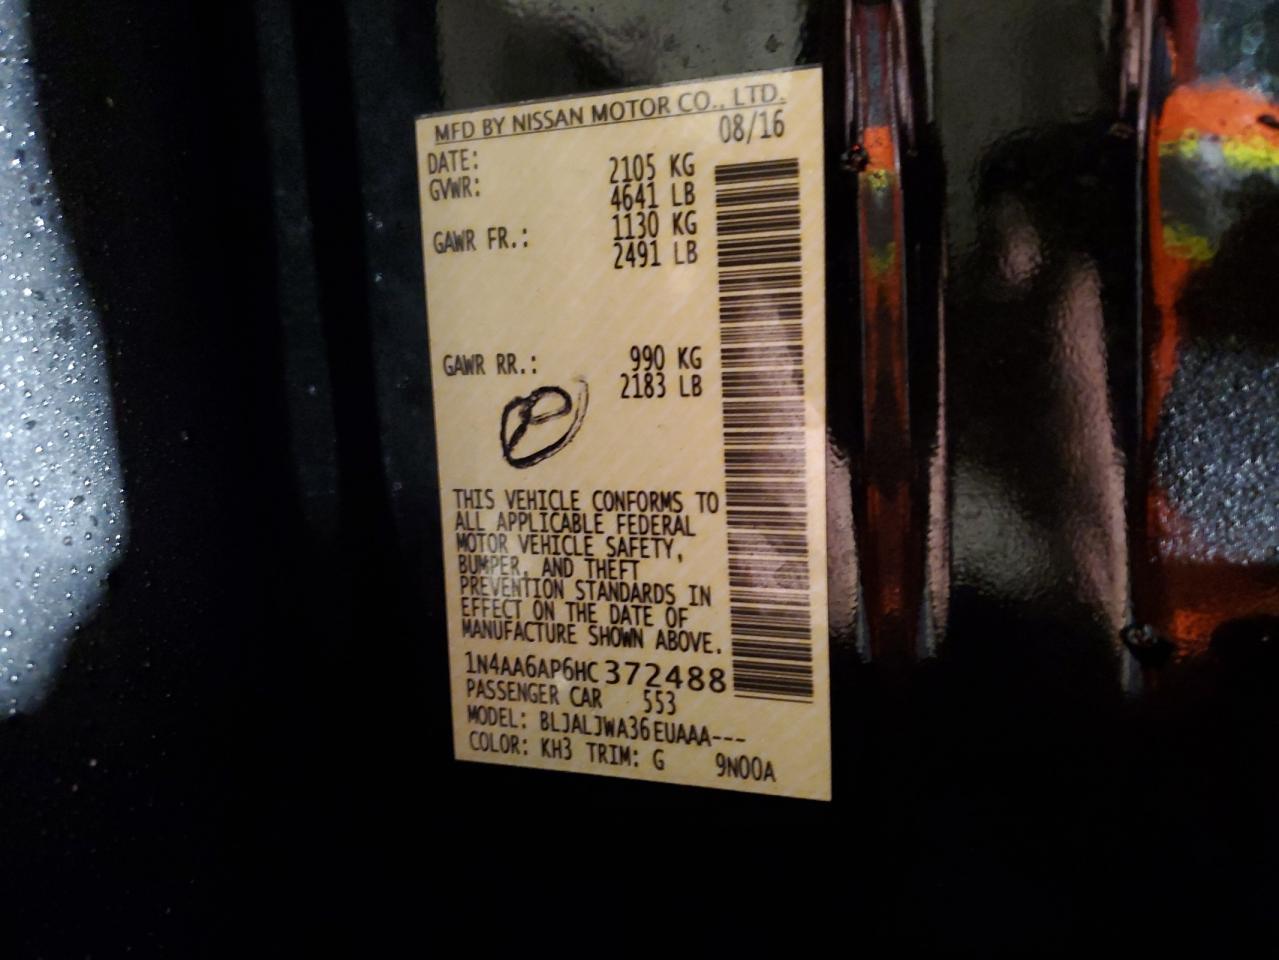 MFD BY NISSAN MOTOR CO., LTD.
DATE: 08/16
GVWR: 2105 KG
4641 LB
GAWR FR.: 1130 KG
2491 LB
GAWR RR.: 990 KG
2183 LB
THIS VEHICLE CONFORMS TO
ALL APPLICABLE FEDERAL
MOTOR VEHICLE SAFETY,
BUMPER, AND THEFT
PREVENTION STANDARDS IN
EFFECT ON THE DATE OF
MANUFACTURE SHOWN ABOVE.
1N4AA6AP6HC372488
PASSENGER CAR 553
MODEL: BLJALJWA36EUAAA---
COLOR: KH3 TRIM: G 9N00A